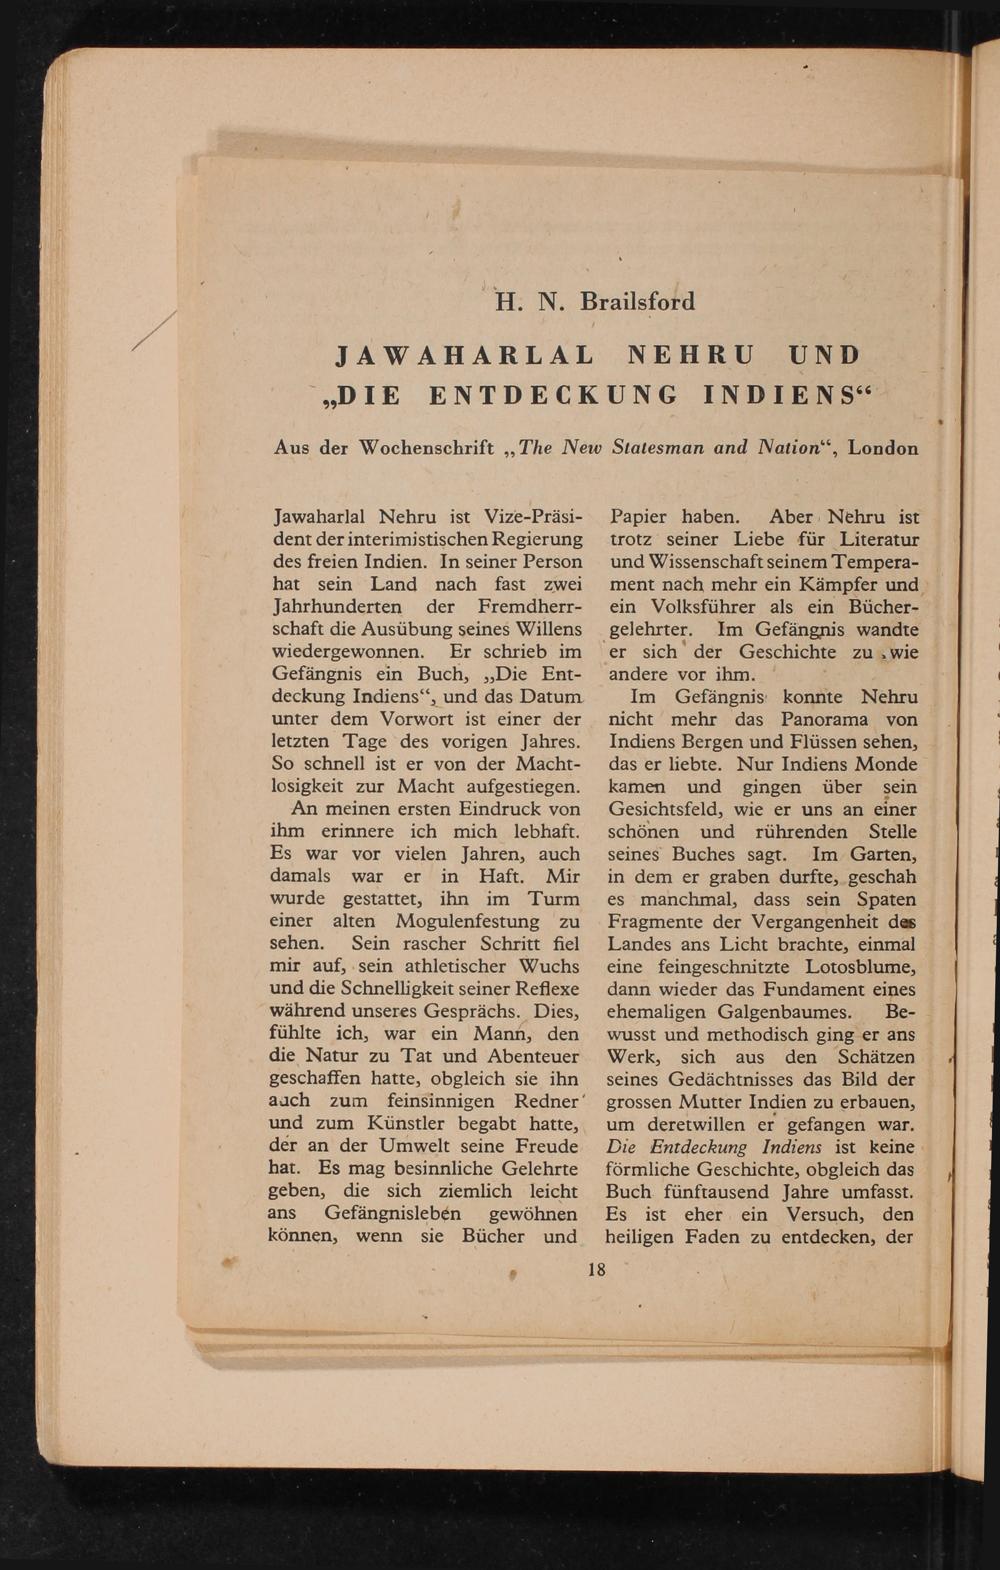 H. N. Brailsford
JAWAHARLAL NEHRU UND
„DIE ENTDECKUNG INDIENS“
Aus der Wochenschrift „The New Statesman and Nation“, London
Jawaharlal Nehru ist Vize-Präsi-
dent der interimistischen Regierung
des freien Indien. In seiner Person
hat sein Land nach fast zwei
Jahrhunderten der Fremdherr-
schaft die Ausübung seines Willens
wiedergewonnen. Er schrieb im
Gefängnis ein Buch, „Die Ent-
deckung Indiens“, und das Datum
unter dem Vorwort ist einer der
letzten Tage des vorigen Jahres.
So schnell ist er von der Macht-
losigkeit zur Macht aufgestiegen.
An meinen ersten Eindruck von
ihm erinnere ich mich lebhaft.
Es war vor vielen Jahren, auch
damals war er in Haft. Mir
wurde gestattet, ihn im Turm
einer alten Mogulenfestung zu
sehen. Sein rascher Schritt fiel
mir auf, sein athletischer Wuchs
und die Schnelligkeit seiner Reflexe
während unseres Gesprächs. Dies,
fühlte ich, war ein Mann, den
die Natur zu Tat und Abenteuer
geschaffen hatte, obgleich sie ihn
auch zum feinsinnigen Redner
und zum Künstler begabt hatte,
der an der Umwelt seine Freude
hat. Es mag besinnliche Gelehrte
geben, die sich ziemlich leicht
ans Gefängnisleben gewöhnen
können, wenn sie Bücher und
Papier haben. Aber Nehru ist
trotz seiner Liebe für Literatur
und Wissenschaft seinem Tempera-
ment nach mehr ein Kämpfer und
ein Volksführer als ein Bücher-
gelehrter. Im Gefängnis wandte
er sich der Geschichte zu wie
andere vor ihm.
Im Gefängnis konnte Nehru
nicht mehr das Panorama von
Indiens Bergen und Flüssen sehen,
das er liebte. Nur Indiens Monde
kamen und gingen über sein
Gesichtsfeld, wie er uns an einer
schönen und rührenden Stelle
seines Buches sagt. Im Garten,
in dem er graben durfte, geschah
es manchmal, dass sein Spaten
Fragmente der Vergangenheit des
Landes ans Licht brachte, einmal
eine feingeschnitzte Lotosblume,
dann wieder das Fundament eines
ehemaligen Galgenbaumes. Be-
wusst und methodisch ging er ans
Werk, sich aus den Schätzen
seines Gedächtnisses das Bild der
grossen Mutter Indien zu erbauen,
um deretwillen er gefangen war.
Die Entdeckung Indiens ist keine
förmliche Geschichte, obgleich das
Buch fünftausend Jahre umfasst.
Es ist eher ein Versuch, den
heiligen Faden zu entdecken, der
18